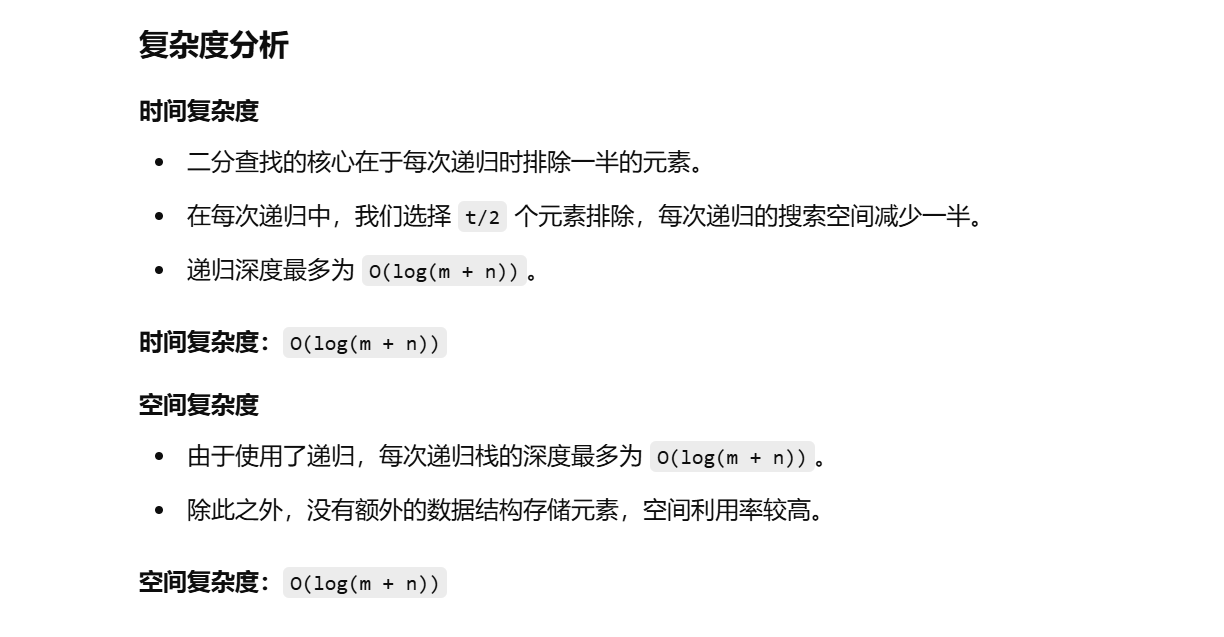 复杂度分析
时间复杂度
• 二分查找的核心在于每次递归时排除一半的元素。
• 在每次递归中，我们选择 t/2 个元素排除，每次递归的搜索空间减少一半。
• 递归深度最多为 O(log(m + n))。
时间复杂度：O(log(m + n))
空间复杂度
• 由于使用了递归，每次递归栈的深度最多为 O(log(m + n))。
• 除此之外，没有额外的数据结构存储元素，空间利用率较高。
空间复杂度：O(log(m + n))